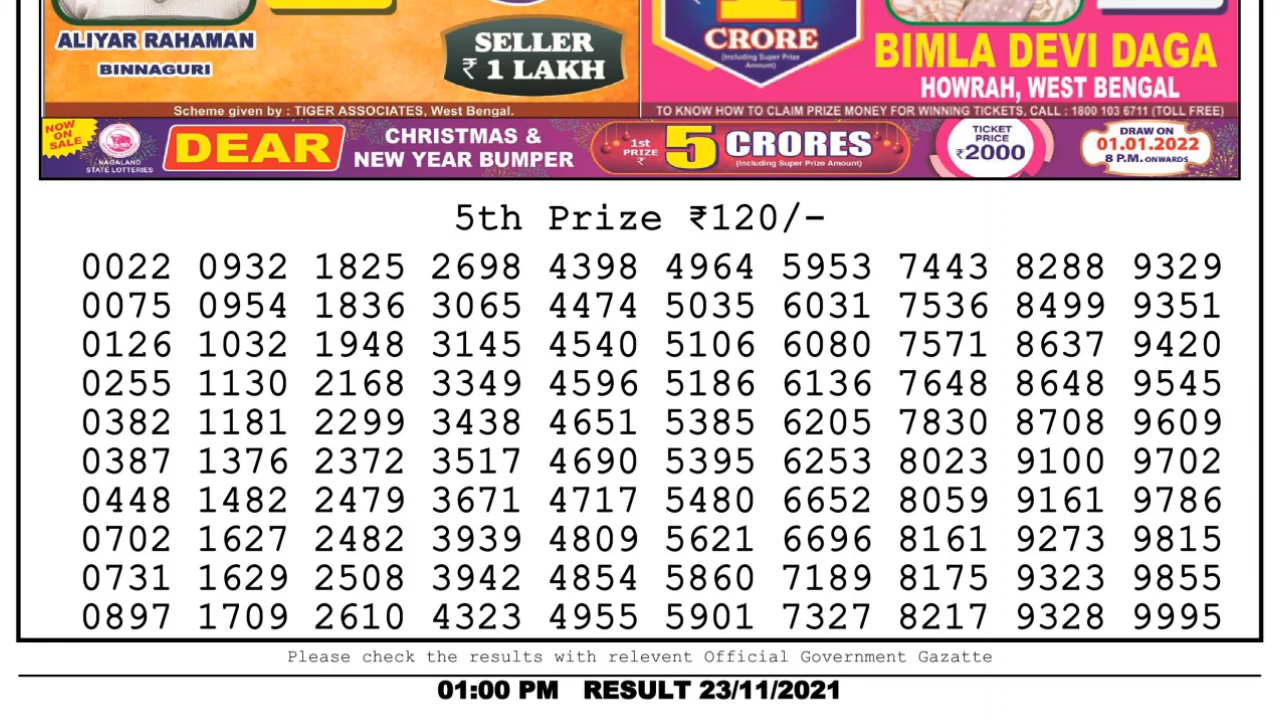 ALIYAR RAHAMAN
BINNAGURI
SELLER
₹ 1 LAKH
Scheme given by : TIGER ASSOCIATES, West Bengal.
CRORE
(Including Super Prize
Amount)
BIMLA DEVI DAGA
HOWRAH, WEST BENGAL
TO KNOW HOW TO CLAIM PRIZE MONEY FOR WINNING TICKETS, CALL : 1800 103 6711 (TOLL FREE)
NOW
ON
SALE
NAGALAND
STATE LOTTERIES
DEAR
CHRISTMAS &
NEW YEAR BUMPER
1st
PRIZE
₹
5
CRORES
(Including Super Prize Amount)
TICKET
PRICE
₹2000
DRAW ON
01.01.2022
8 P.M. ONWARDS
5th Prize ₹120/-
0022 0932 1825 2698 4398 4964 5953 7443 8288 9329
0075 0954 1836 3065 4474 5035 6031 7536 8499 9351
0126 1032 1948 3145 4540 5106 6080 7571 8637 9420
0255 1130 2168 3349 4596 5186 6136 7648 8648 9545
0382 1181 2299 3438 4651 5385 6205 7830 8708 9609
0387 1376 2372 3517 4690 5395 6253 8023 9100 9702
0448 1482 2479 3671 4717 5480 6652 8059 9161 9786
0702 1627 2482 3939 4809 5621 6696 8161 9273 9815
0731 1629 2508 3942 4854 5860 7189 8175 9323 9855
0897 1709 2610 4323 4955 5901 7327 8217 9328 9995
Please check the results with relevent Official Government Gazatte
01:00 PM RESULT 23/11/2021